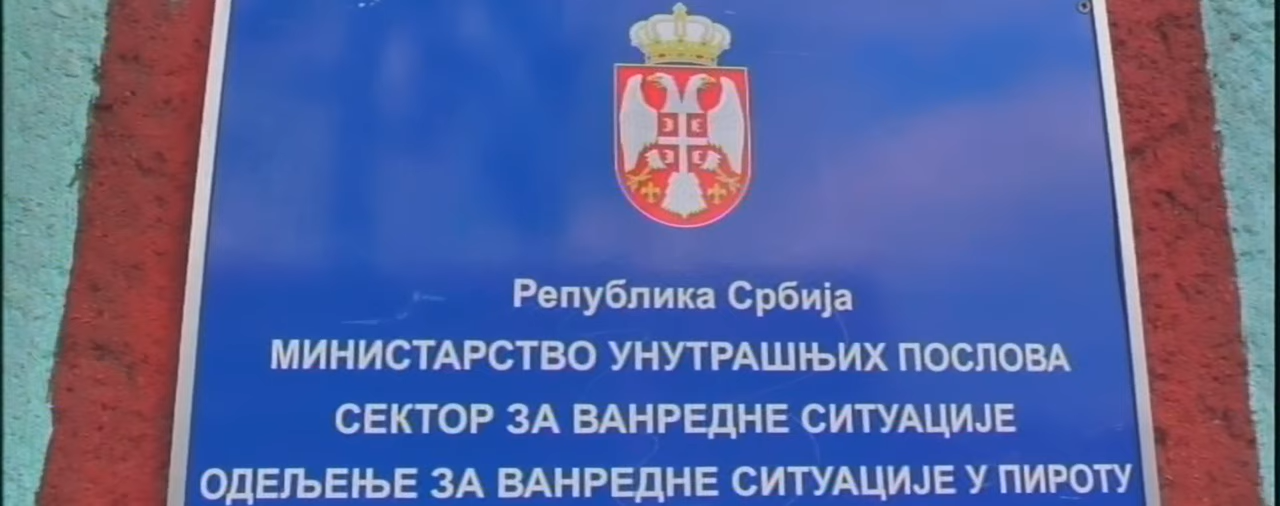 Република Србија
МИНИСТАРСТВО УНУТРАШЊИХ ПОСЛОВА
СЕКТОР ЗА ВАНРЕДНЕ СИТУАЦИЈЕ
ОДЕЉЕЊЕ ЗА ВАНРЕДНЕ СИТУАЦИЈЕ У ПИРОТУ